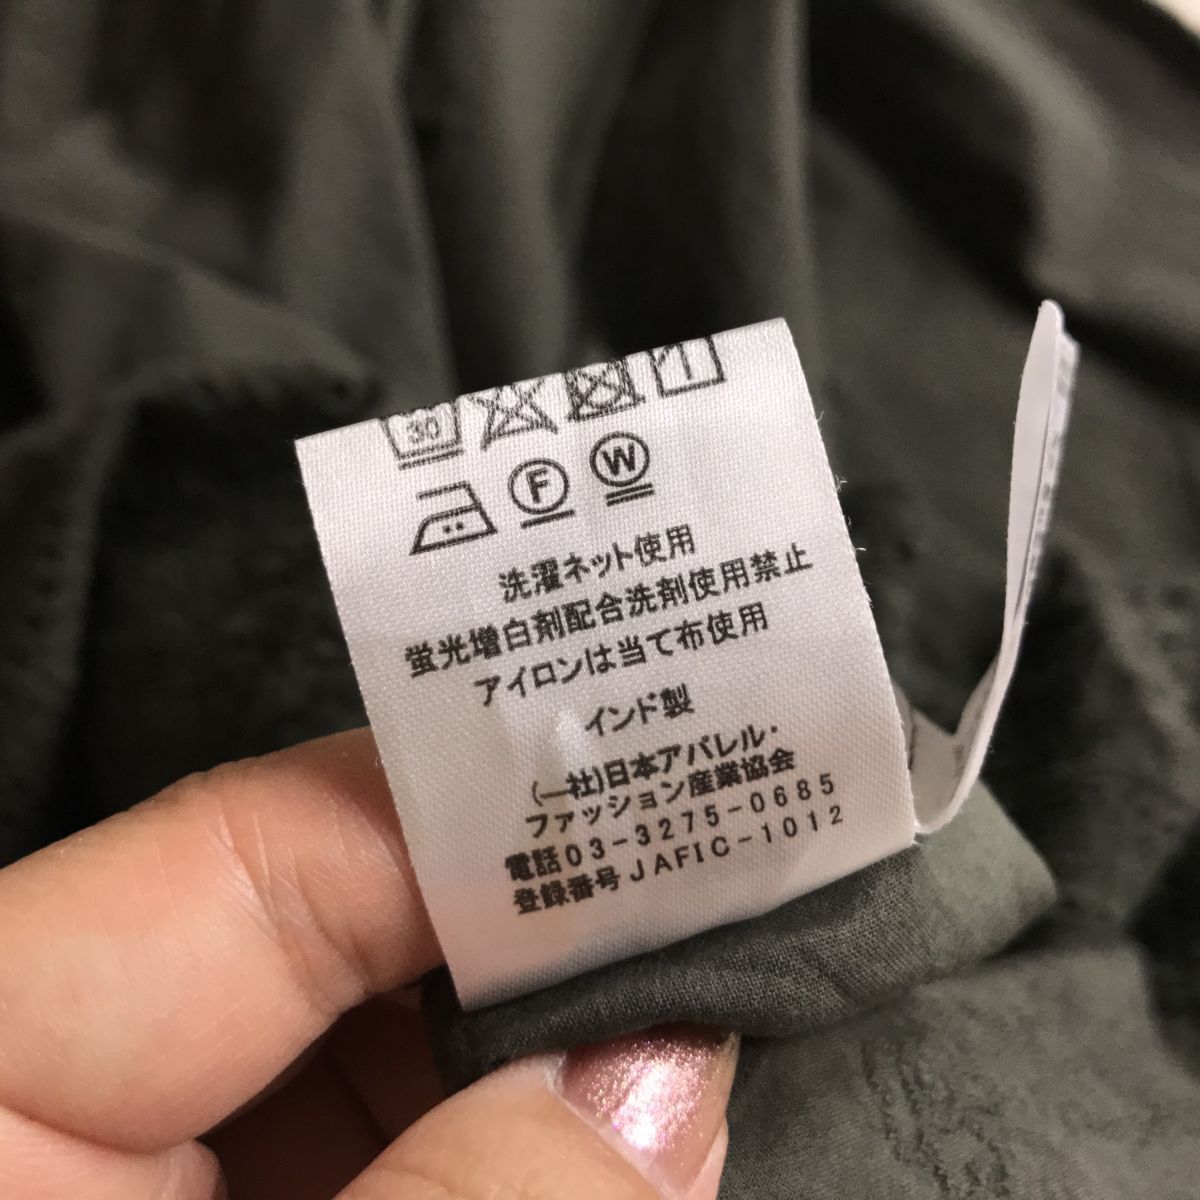 30
F W
洗濯ネット使用
蛍光増白剤配合洗剤使用禁止
アイロンは当て布使用
インド製
(一社)日本アパレル・
ファッション産業協会
電話03-3275-0685
登録番号JAFIC-1012